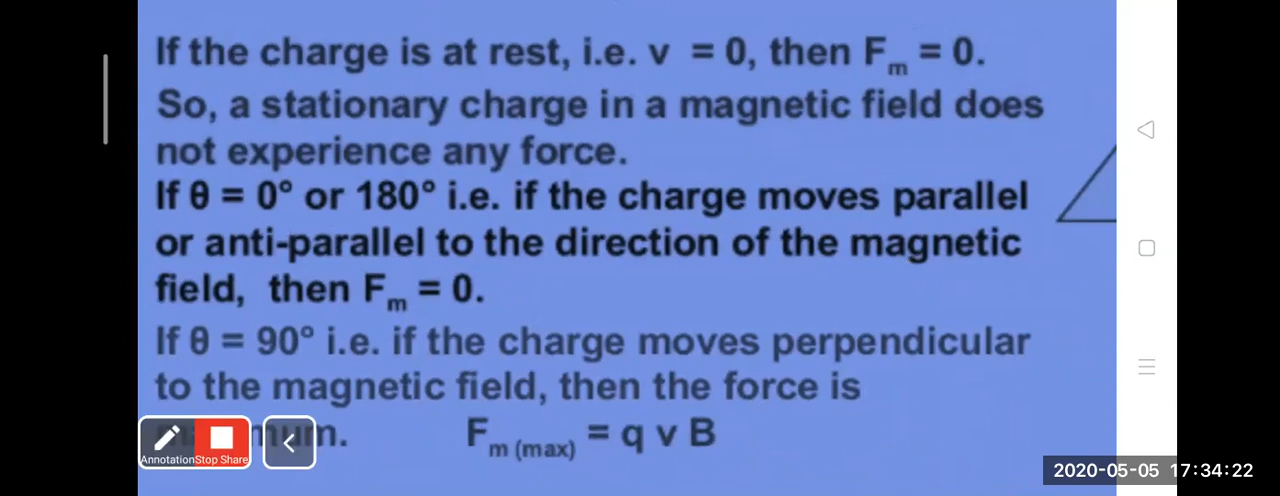 If the charge is at rest, i.e. v = 0, then Fm = 0.
So, a stationary charge in a magnetic field does
not experience any force.
If θ = 0° or 180° i.e. if the charge moves parallel
or anti-parallel to the direction of the magnetic
field, then Fm = 0.
If θ = 90° i.e. if the charge moves perpendicular
to the magnetic field, then the force is
Fm (max) = q v B
Annotation Stop Share
2020-05-05 17:34:22